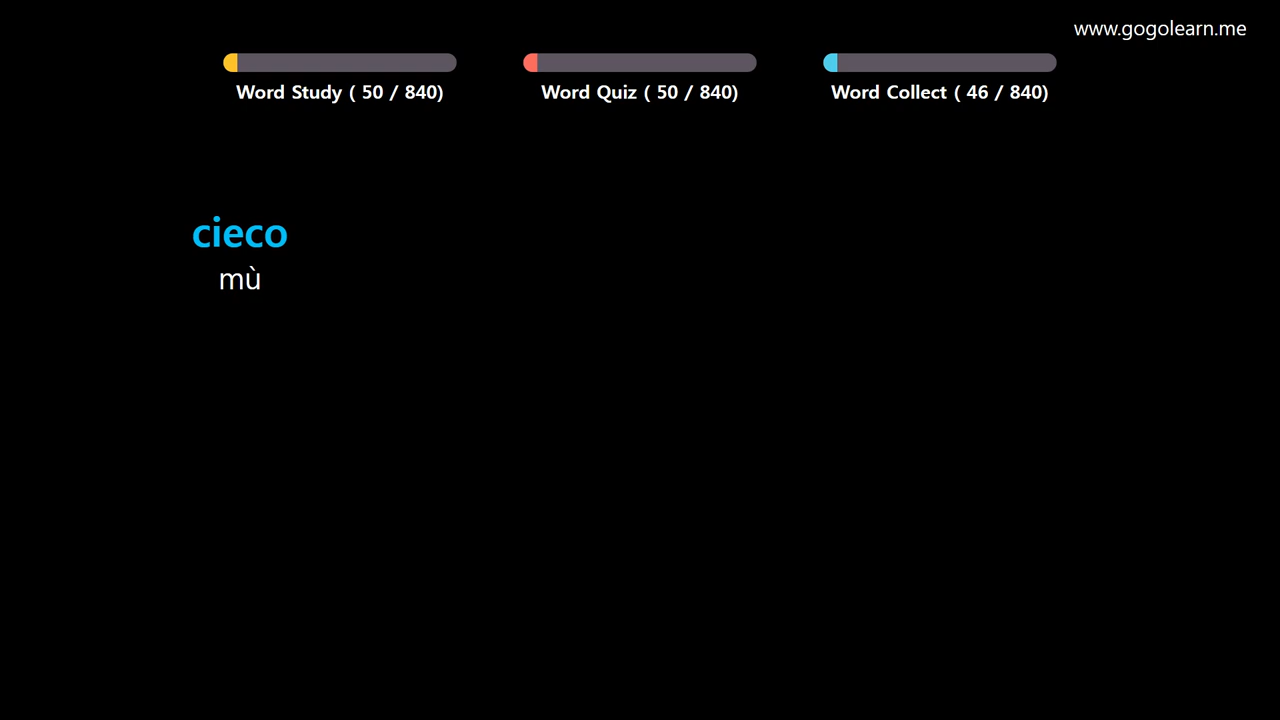 www.gogolearn.me
Word Study ( 50 / 840)
Word Quiz ( 50 / 840)
Word Collect ( 46 / 840)
cieco
mù